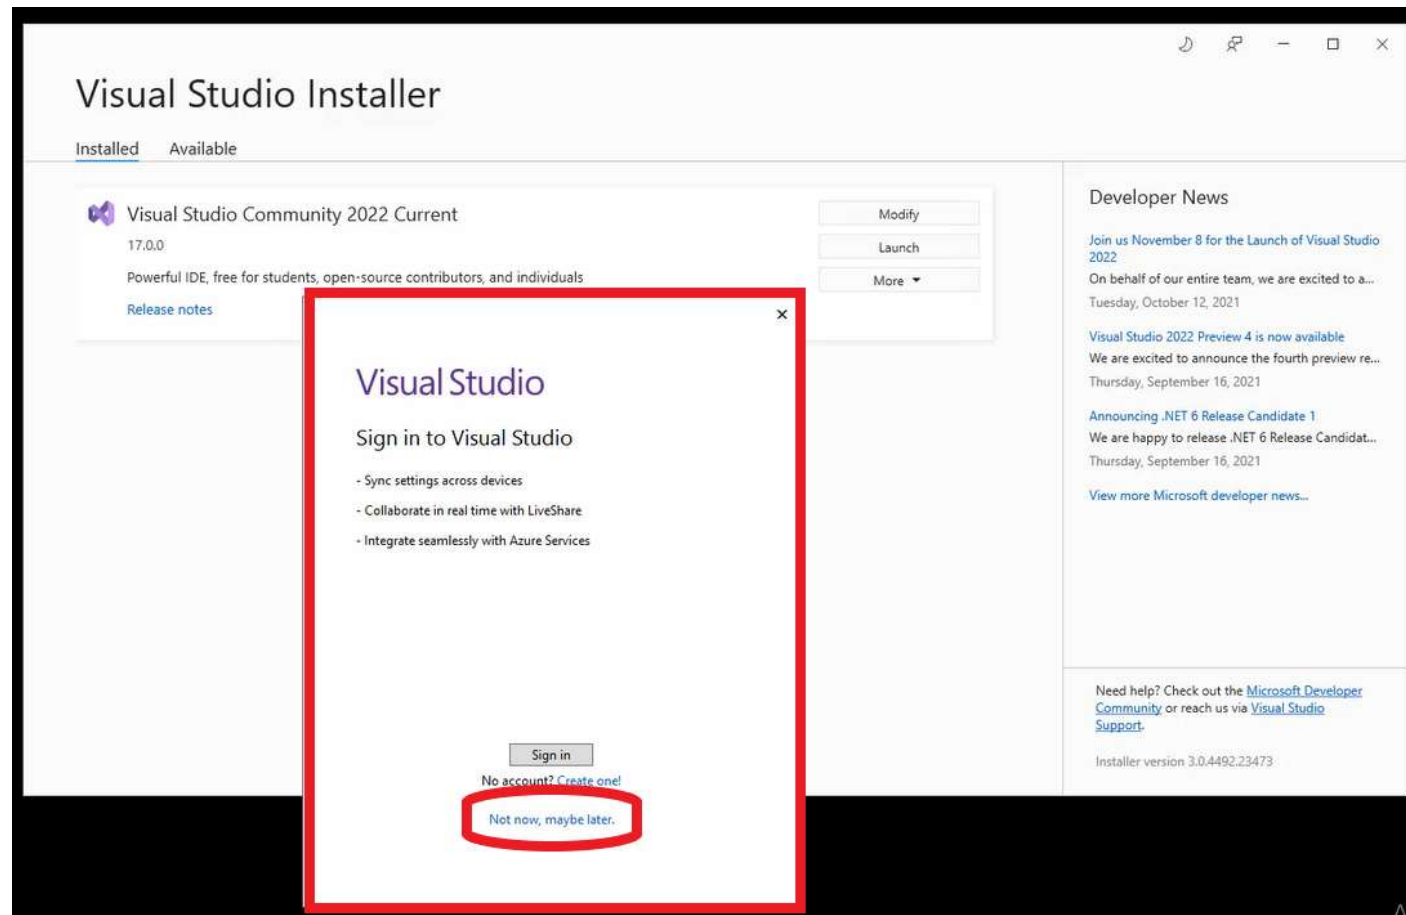 Visual Studio Installer
Installed Available
Visual Studio Community 2022 Current
17.0.0
Powerful IDE, free for students, open-source contributors, and individuals
Release notes
Modify
Launch
More
Visual Studio
Sign in to Visual Studio
- Sync settings across devices
- Collaborate in real time with LiveShare
- Integrate seamlessly with Azure Services
Sign in
No account? Create one!
Not now, maybe later.
Developer News
Join us November 8 for the Launch of Visual Studio
2022
On behalf of our entire team, we are excited to a...
Tuesday, October 12, 2021
Visual Studio 2022 Preview 4 is now available
We are excited to announce the fourth preview re...
Thursday, September 16, 2021
Announcing .NET 6 Release Candidate 1
We are happy to release .NET 6 Release Candidat...
Thursday, September 16, 2021
View more Microsoft developer news...
Need help? Check out the Microsoft Developer
Community or reach us via Visual Studio
Support.
Installer version 3.0.4492.23473